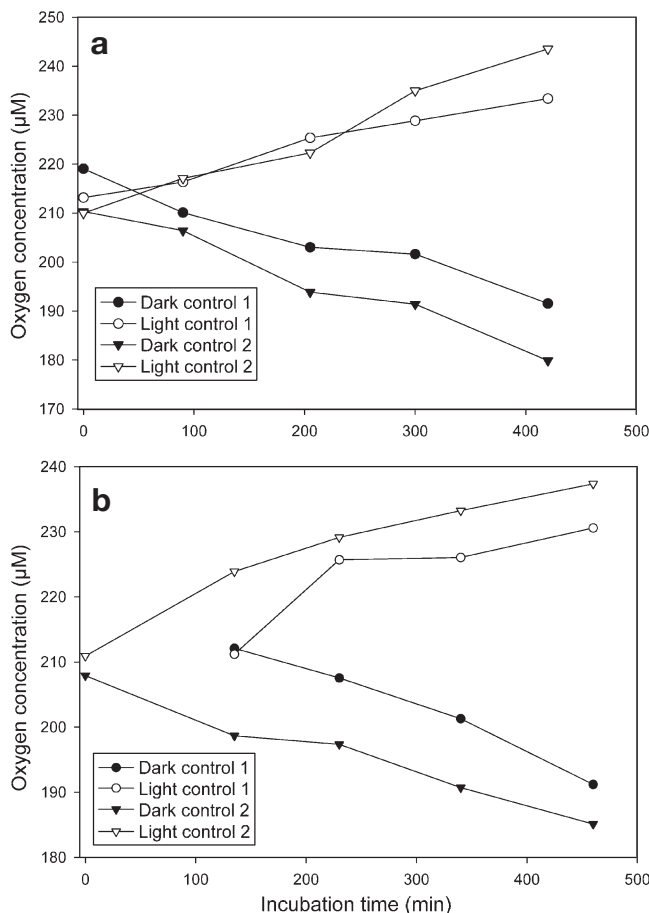 a
Oxygen concentration (µM)
250
240
230
220
210
200
190
180
170
Dark control 1
Light control 1
Dark control 2
Light control 2
0 100 200 300 400 500
b
Oxygen concentration (µM)
240
230
220
210
200
190
180
Dark control 1
Light control 1
Dark control 2
Light control 2
0 100 200 300 400 500
Incubation time (min)